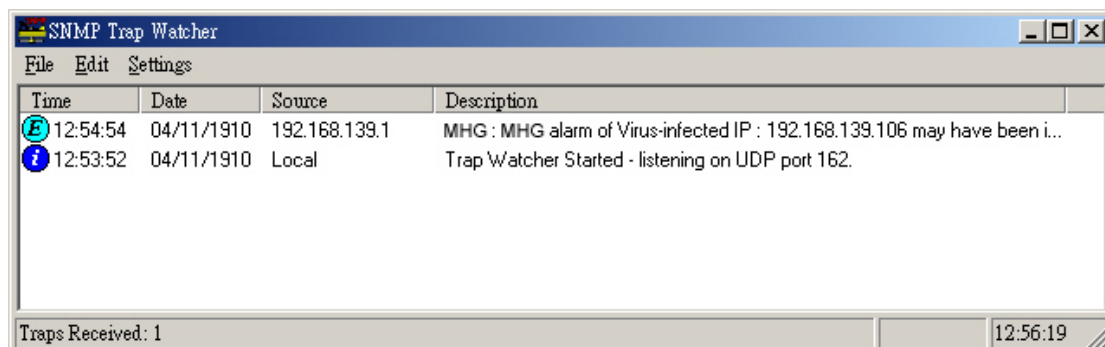 SNMP Trap Watcher
File Edit Settings
Time Date Source Description
E 12:54:54 04/11/1910 192.168.139.1 MHG : MHG alarm of Virus-infected IP : 192.168.139.106 may have been i...
i 12:53:52 04/11/1910 Local Trap Watcher Started - listening on UDP port 162.
Traps Received: 1 12:56:19